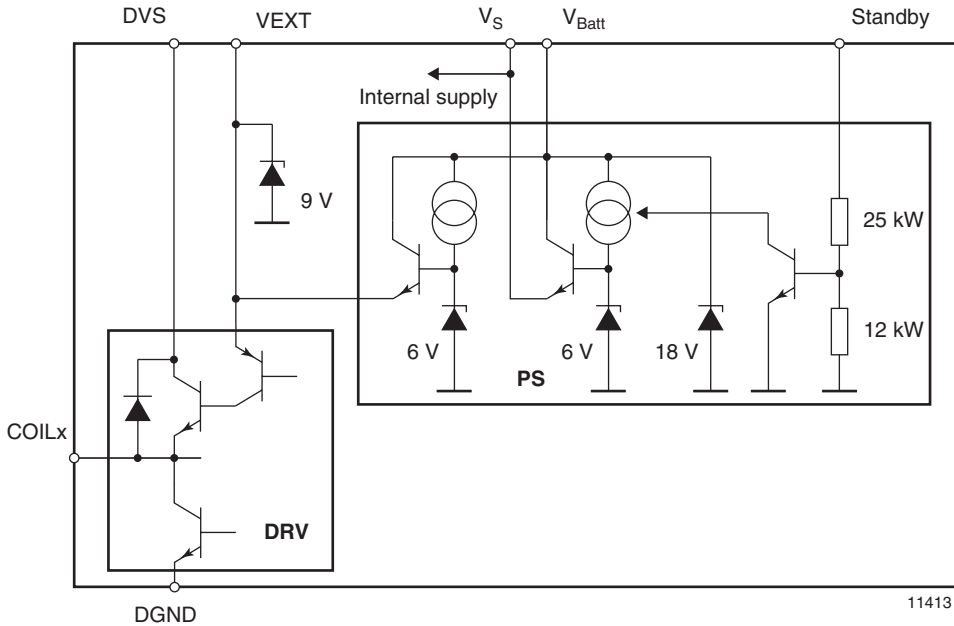 DVS
VEXT
VS
VBatt
Standby
Internal supply
9 V
25 kW
6 V
6 V
18 V
12 kW
PS
COILx
DRV
DGND
11413